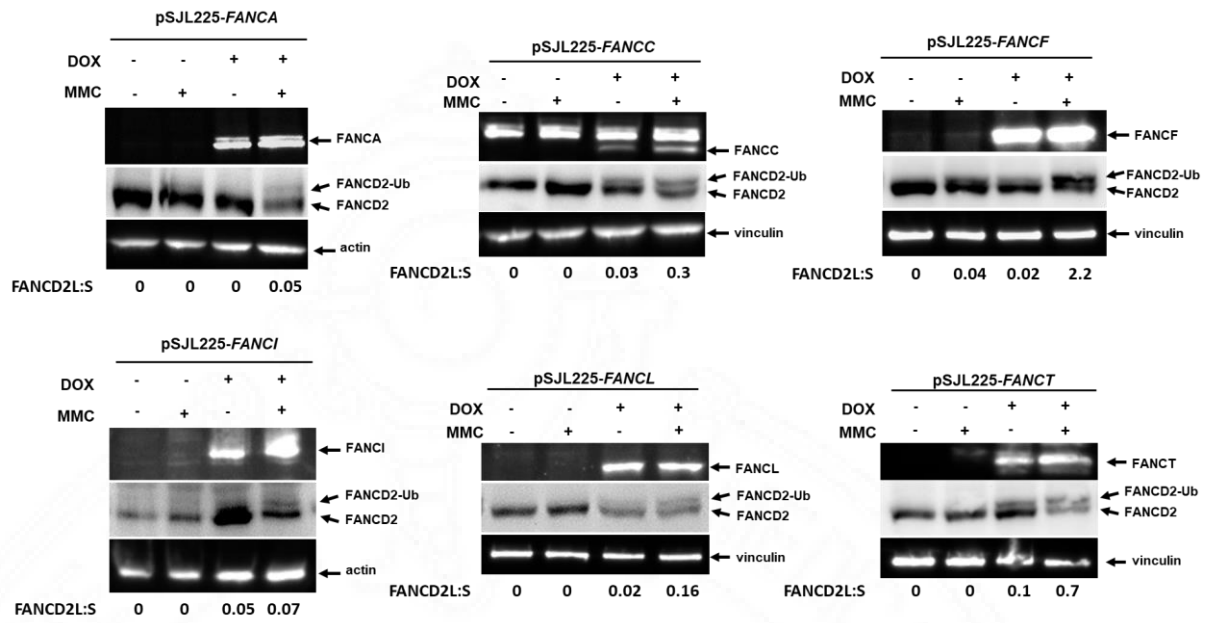 pSJL225-FANCA
DOX - - + +
MMC - + - +
FANCA
FANCD2-Ub
FANCD2
actin
FANCD2L:S 0 0 0 0.05
pSJL225-FANCC
DOX - - + +
MMC - + - +
FANCC
FANCD2-Ub
FANCD2
vinculin
0 0 0.03 0.3
pSJL225-FANCF
DOX - - + +
MMC - + - +
FANCF
FANCD2-Ub
FANCD2
vinculin
FANCD2L:S 0 0.04 0.02 2.2
pSJL225-FANCI
DOX - - + +
MMC - + - +
FANCI
FANCD2-Ub
FANCD2
actin
FANCD2L:S 0 0 0.05 0.07
pSJL225-FANCL
DOX - - + +
MMC - + - +
FANCL
FANCD2-Ub
FANCD2
vinculin
FANCD2L:S 0 0 0.02 0.16
pSJL225-FANCT
DOX - - + +
MMC - + - +
FANCT
FANCD2-Ub
FANCD2
vinculin
FANCD2L:S 0 0 0.1 0.7